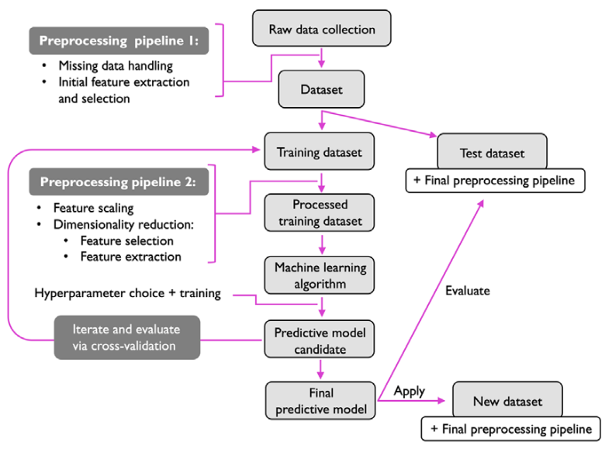 Preprocessing pipeline 1:
• Missing data handling
• Initial feature extraction
and selection
Raw data collection
Dataset
Training dataset
Test dataset
+ Final preprocessing pipeline
Preprocessing pipeline 2:
• Feature scaling
• Dimensionality reduction:
• Feature selection
• Feature extraction
Processed
training dataset
Machine learning
algorithm
Hyperparameter choice + training
Evaluate
Iterate and evaluate
via cross-validation
Predictive model
candidate
Final
predictive model
Apply
New dataset
+ Final preprocessing pipeline